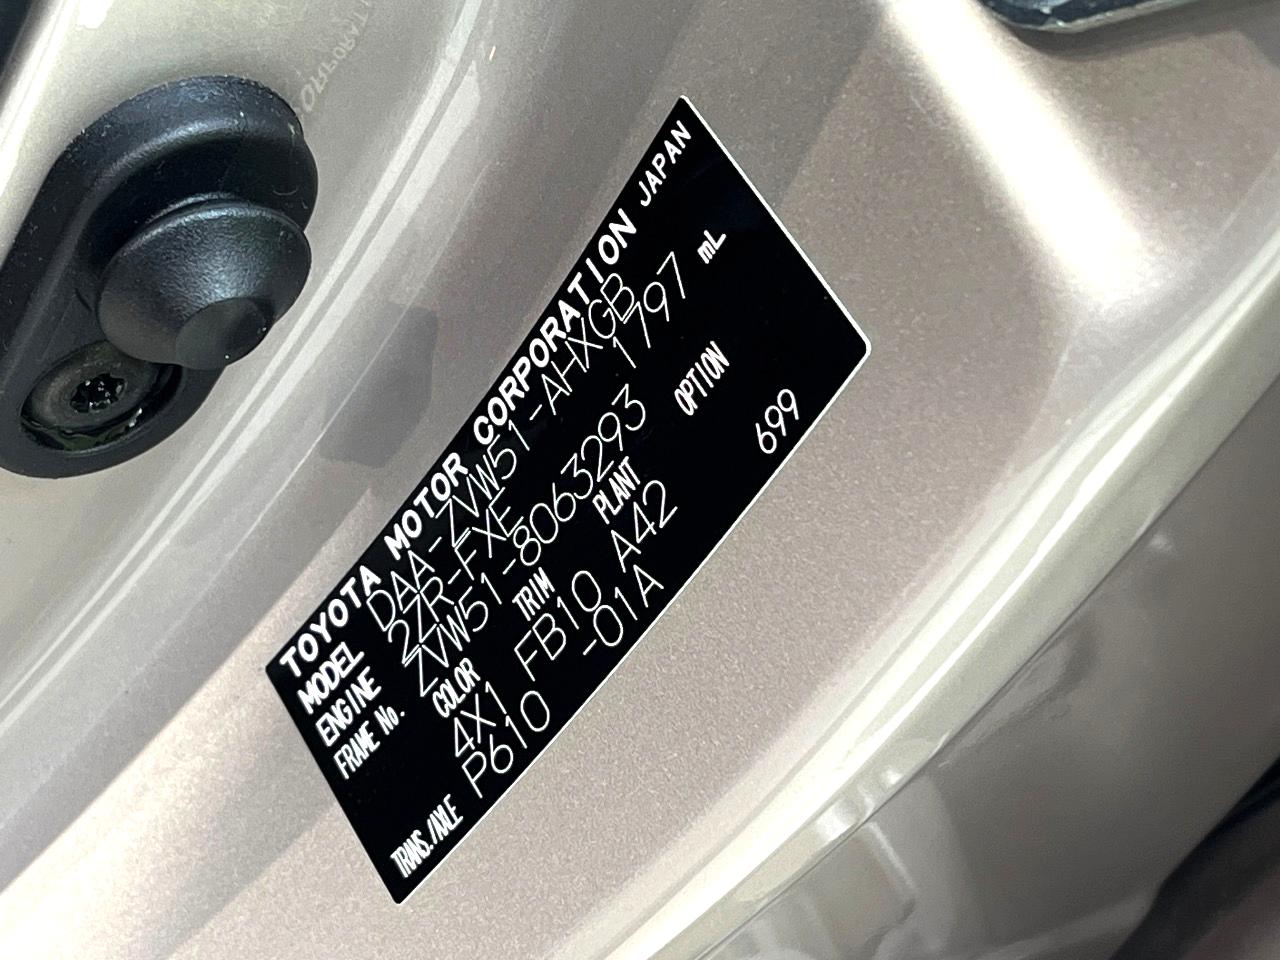 TOYOTA MOTOR CORPORATION JAPAN
MODEL DAA-ZVW51-AHXGB
ENGINE 2ZR-FXE 1797 mL
FRAME No. ZVW51-8063293
COLOR TRIM PLANT OPTION
4X1 FB10 A42 699
TRANS./AXLE P610 -01A